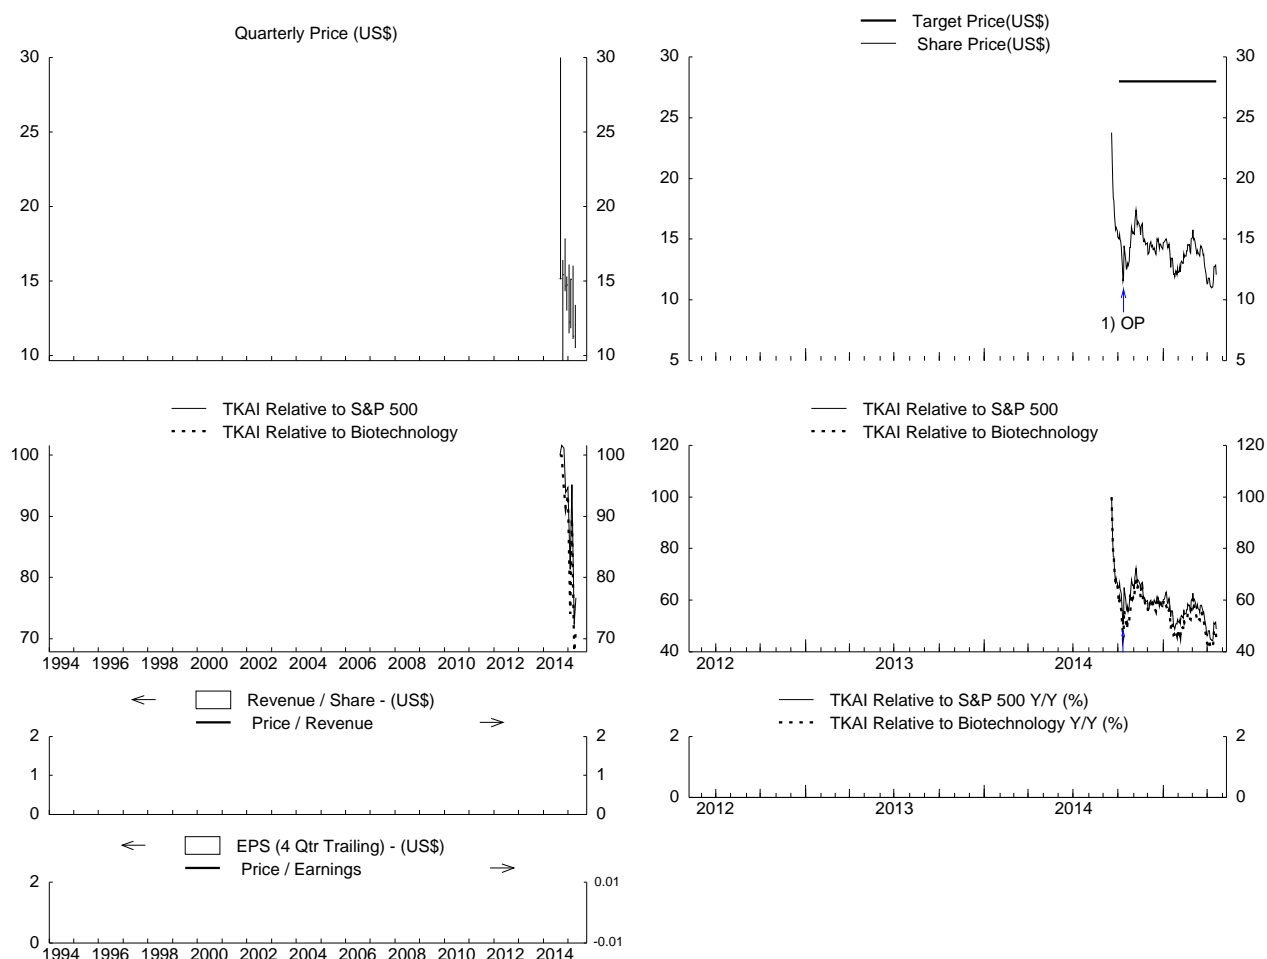 Quarterly Price (US$)
30 30
25 25
20 20
15 15
10 10
Target Price(US$)
Share Price(US$)
30 30
25 25
20 20
15 15
10 10
1) OP
5 5
TKAI Relative to S&P 500
TKAI Relative to Biotechnology
100 100
90 90
80 80
70 70
1994 1996 1998 2000 2002 2004 2006 2008 2010 2012 2014
TKAI Relative to S&P 500
TKAI Relative to Biotechnology
120 120
100 100
80 80
60 60
40 40
2012 2013 2014
Revenue / Share - (US$)
Price / Revenue
2 2
1 1
0 0
TKAI Relative to S&P 500 Y/Y (%)
TKAI Relative to Biotechnology Y/Y (%)
2 2
0 0
2012 2013 2014
EPS (4 Qtr Trailing) - (US$)
Price / Earnings
2 0.01
0 -0.01
1994 1996 1998 2000 2002 2004 2006 2008 2010 2012 2014